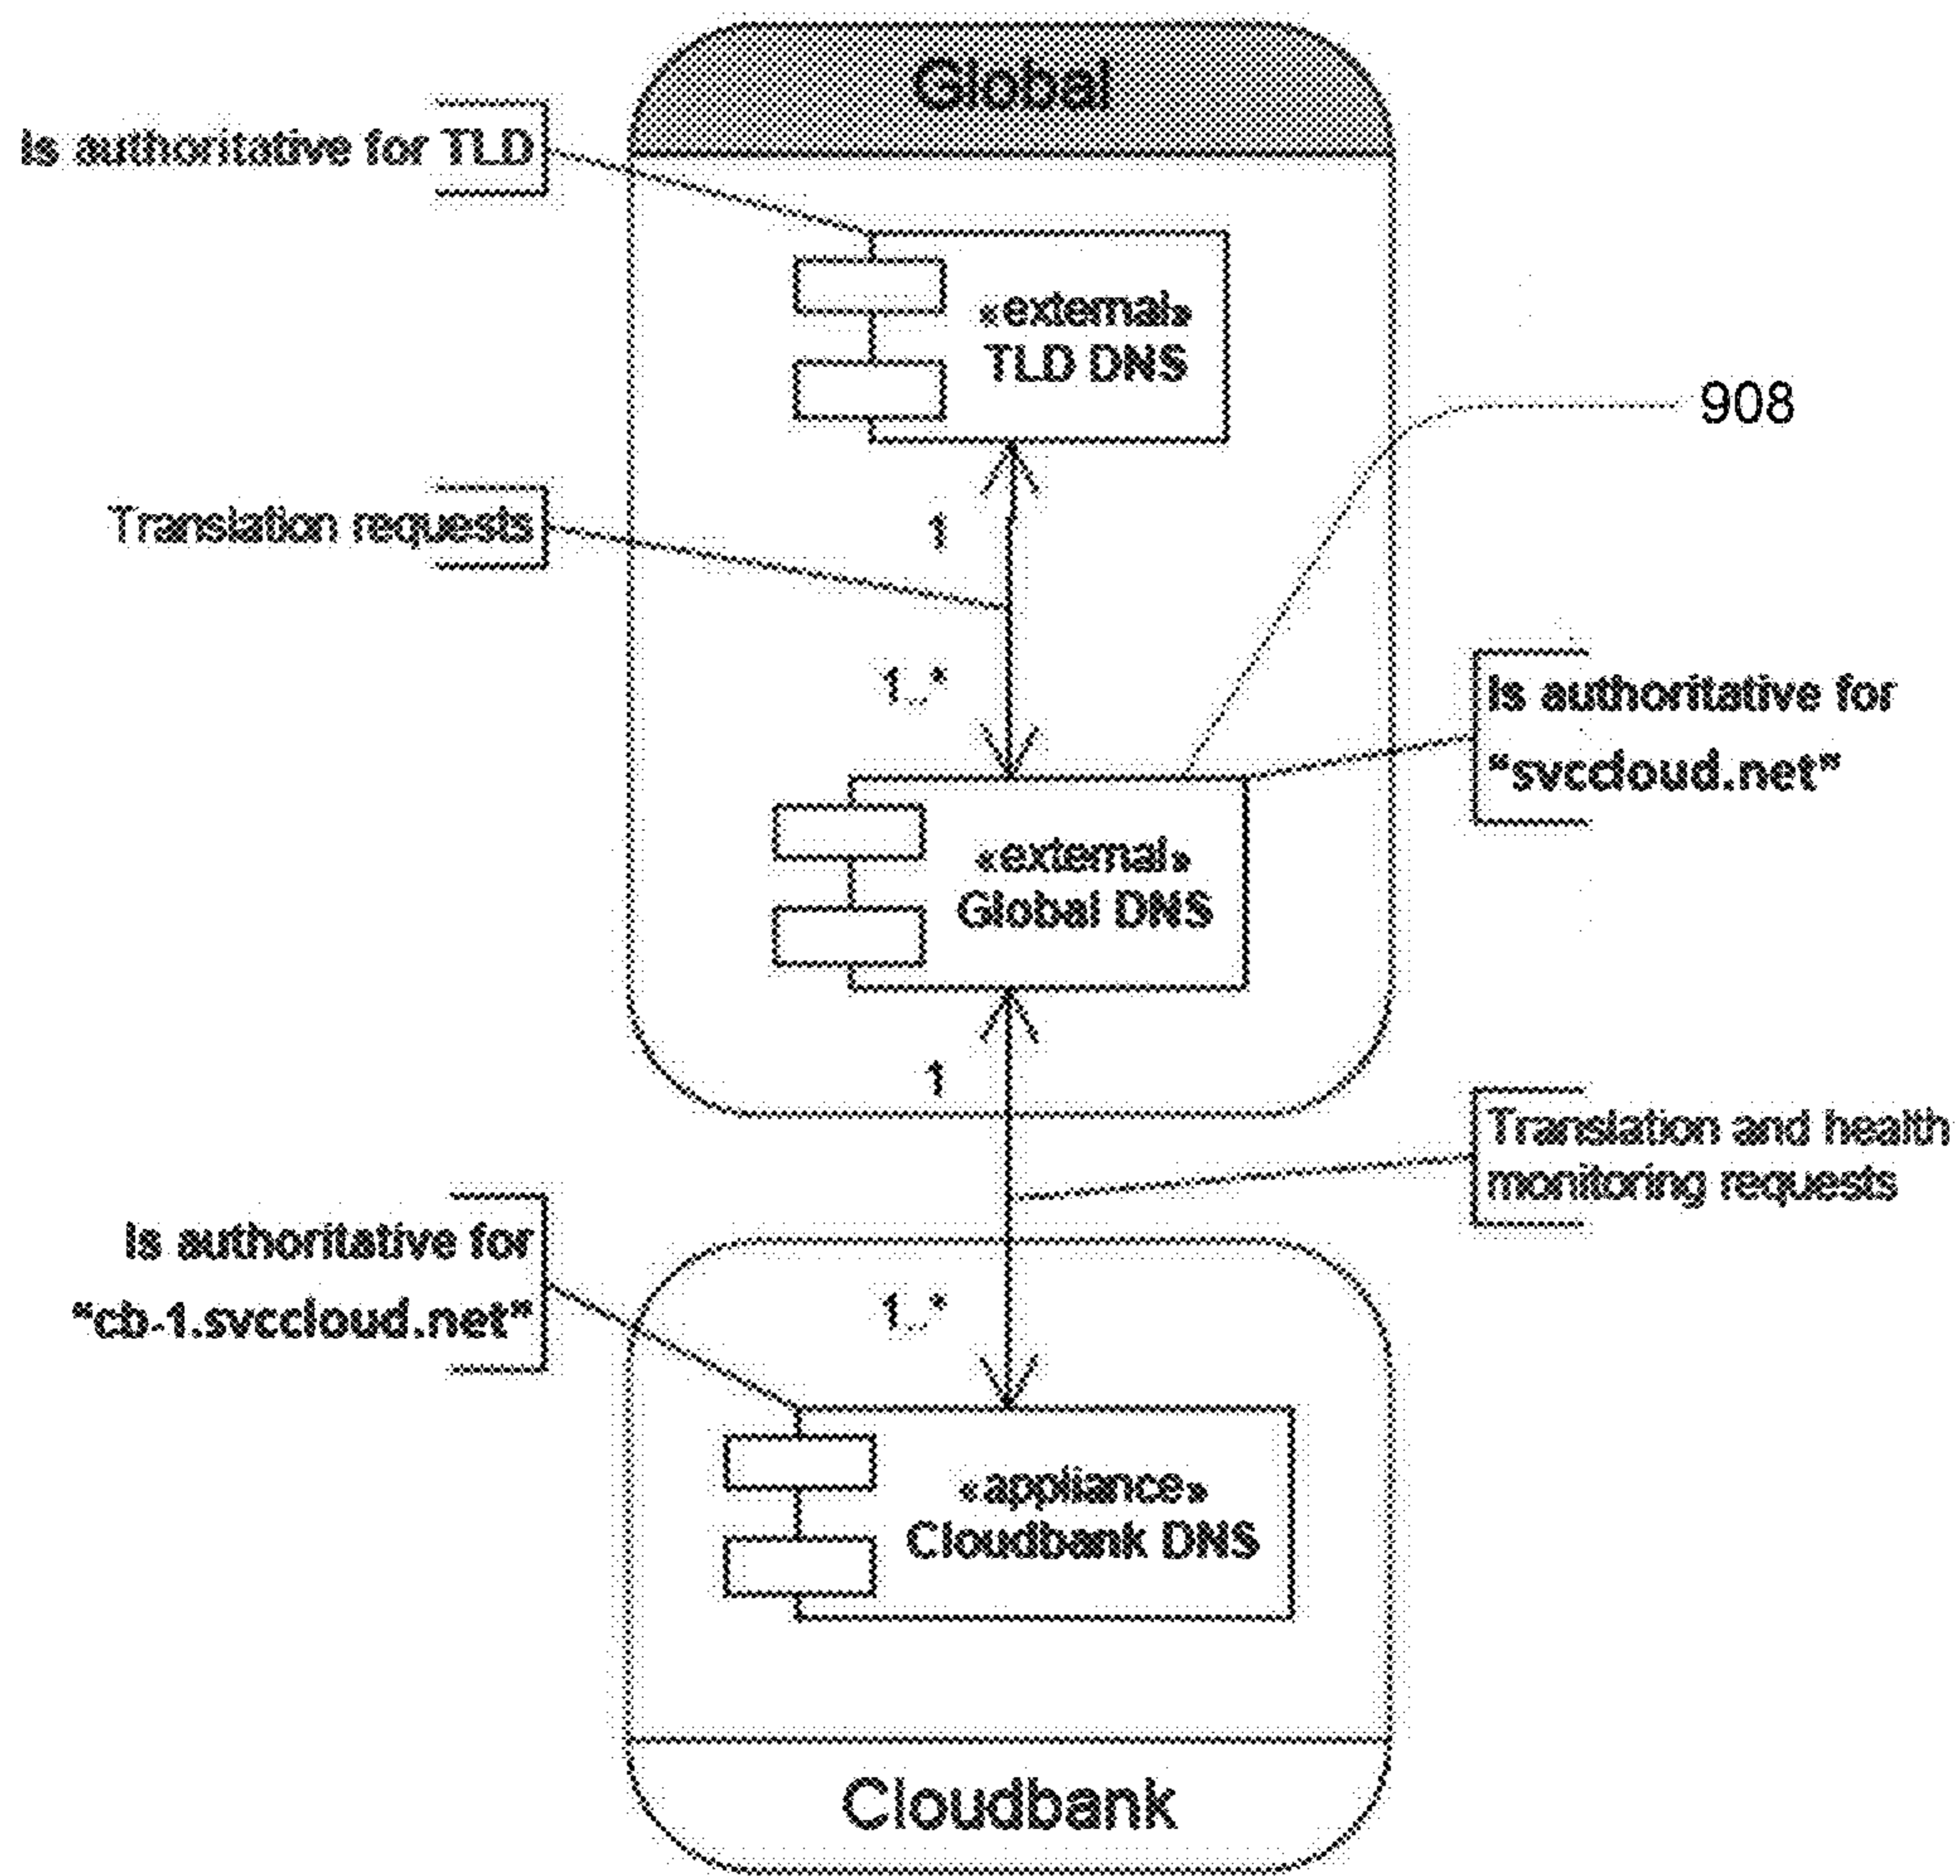 Global
Is authoritative for TLD
«external»
TLD DNS
908
Translation requests
1
1..*
Is authoritative for
"svccloud.net"
«external»
Global DNS
1
Translation and health
monitoring requests
Is authoritative for
"cb-1.svccloud.net"
1..*
«appliance»
Cloudbank DNS
Cloudbank